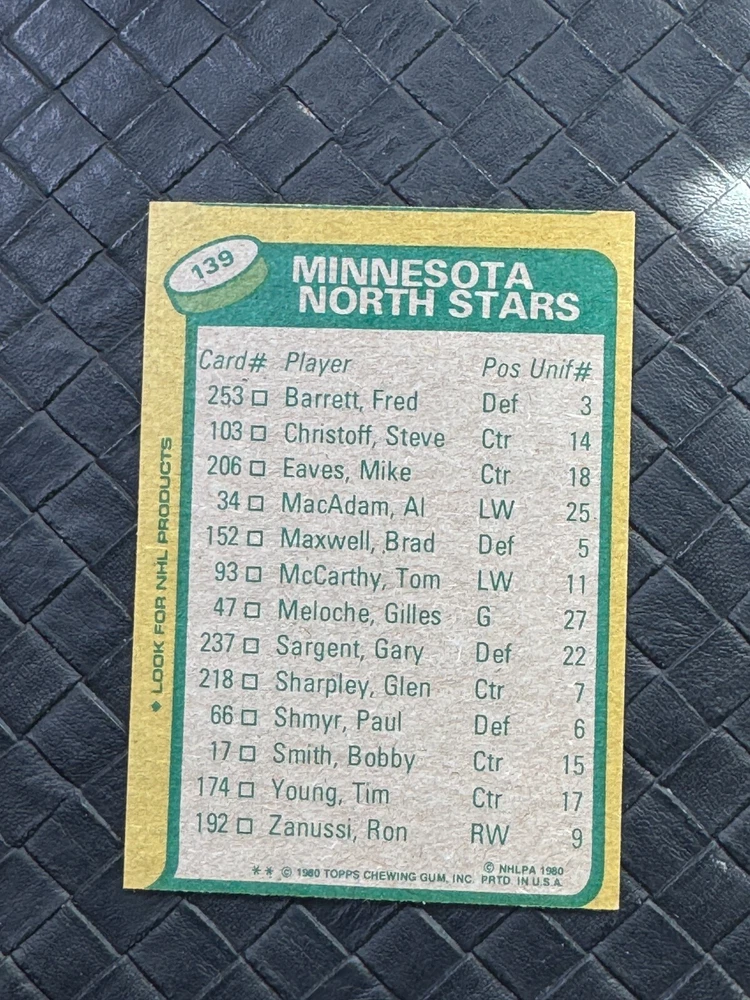 139
MINNESOTA
NORTH STARS
Card# Player Pos Unif#
253 □ Barrett, Fred Def 3
103 □ Christoff, Steve Ctr 14
206 □ Eaves, Mike Ctr 18
34 □ MacAdam, Al LW 25
152 □ Maxwell, Brad Def 5
93 □ McCarthy, Tom LW 11
47 □ Meloche, Gilles G 27
237 □ Sargent, Gary Def 22
218 □ Sharpley, Glen Ctr 7
66 □ Shmyr, Paul Def 6
17 □ Smith, Bobby Ctr 15
174 □ Young, Tim Ctr 17
192 □ Zanussi, Ron RW 9
** © 1980 TOPPS CHEWING GUM, INC. PRTD. IN U.S.A.
© NHLPA 1980
◆ LOOK FOR NHL PRODUCTS